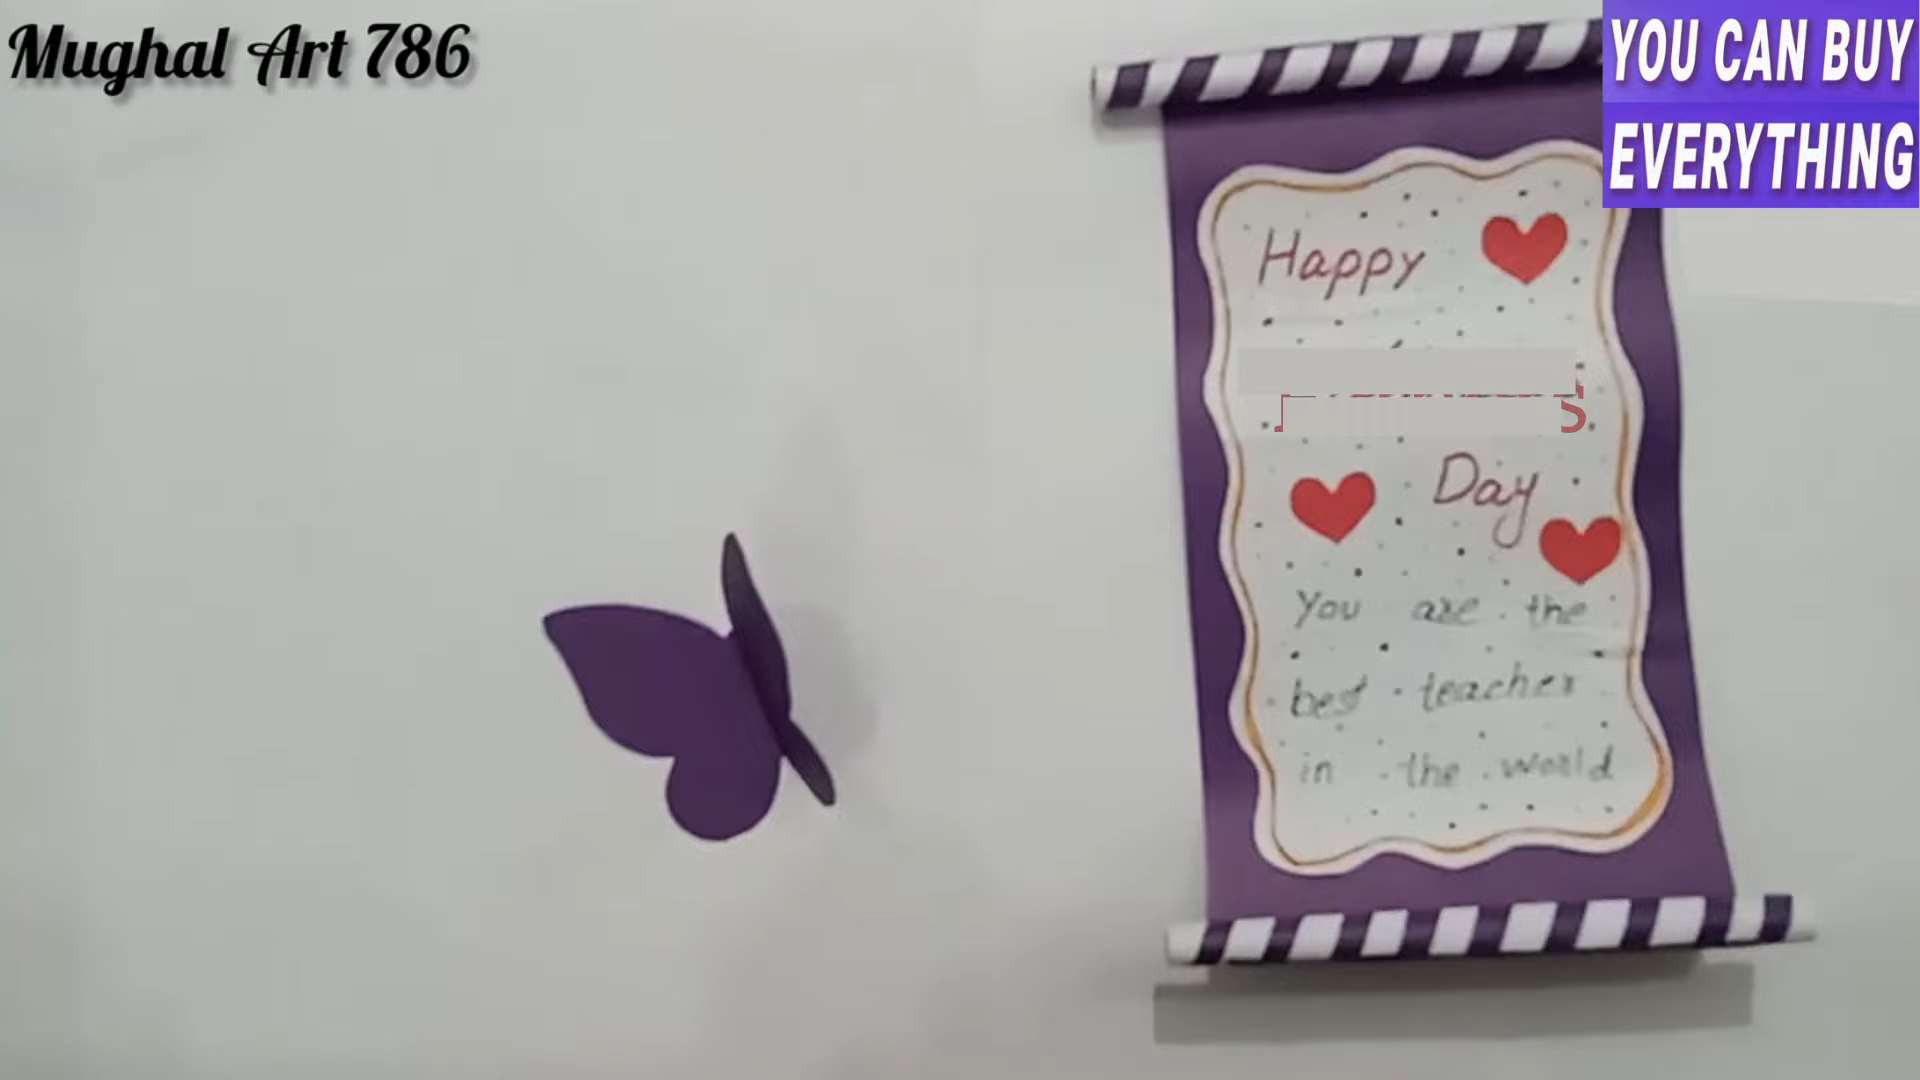 Mughal Art 786
YOU CAN BUY
EVERYTHING
Happy
Day
You are the
best teacher
in the world